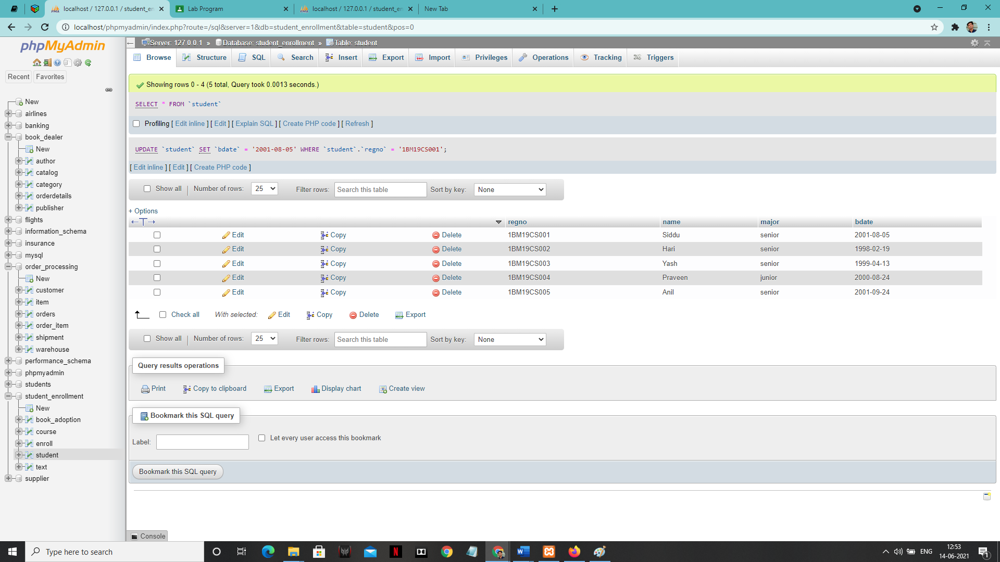 localhost / 127.0.0.1 / student_en
Lab Program
localhost / 127.0.0.1 / student_en
New Tab
localhost/phpmyadmin/index.php?route=/sql&server=1&db=student_enrollment&table=student&pos=0
phpMyAdmin
Recent
Favorites
New
airlines
banking
book_dealer
New
author
catalog
category
orderdetails
publisher
flights
information_schema
insurance
mysql
order_processing
New
customer
item
orders
order_item
shipment
warehouse
performance_schema
phpmyadmin
students
student_enrollment
New
book_adoption
course
enroll
student
text
supplier
Server: 127.0.0.1 » Database: student_enrollment » Table: student
Browse Structure SQL Search Insert Export Import Privileges Operations Tracking Triggers
Showing rows 0 - 4 (5 total, Query took 0.0013 seconds.)
SELECT * FROM `student`
Profiling [ Edit inline ] [ Edit ] [ Explain SQL ] [ Create PHP code ] [ Refresh ]
UPDATE `student` SET `bdate` = '2001-08-05' WHERE `student`.`regno` = '1BM19CS001';
[ Edit inline ] [ Edit ] [ Create PHP code ]
Show all | Number of rows: 25 Filter rows: Search this table Sort by key: None
+ Options
←T→ regno name major bdate
Edit Copy Delete 1BM19CS001 Siddu senior 2001-08-05
Edit Copy Delete 1BM19CS002 Hari senior 1998-02-19
Edit Copy Delete 1BM19CS003 Yash senior 1999-04-13
Edit Copy Delete 1BM19CS004 Praveen junior 2000-08-24
Edit Copy Delete 1BM19CS005 Anil senior 2001-09-24
Check all With selected: Edit Copy Delete Export
Show all | Number of rows: 25 Filter rows: Search this table Sort by key: None
Query results operations
Print Copy to clipboard Export Display chart Create view
Bookmark this SQL query
Label: Let every user access this bookmark
Bookmark this SQL query
Console
Type here to search
ENG
12:53
14-06-2021
1